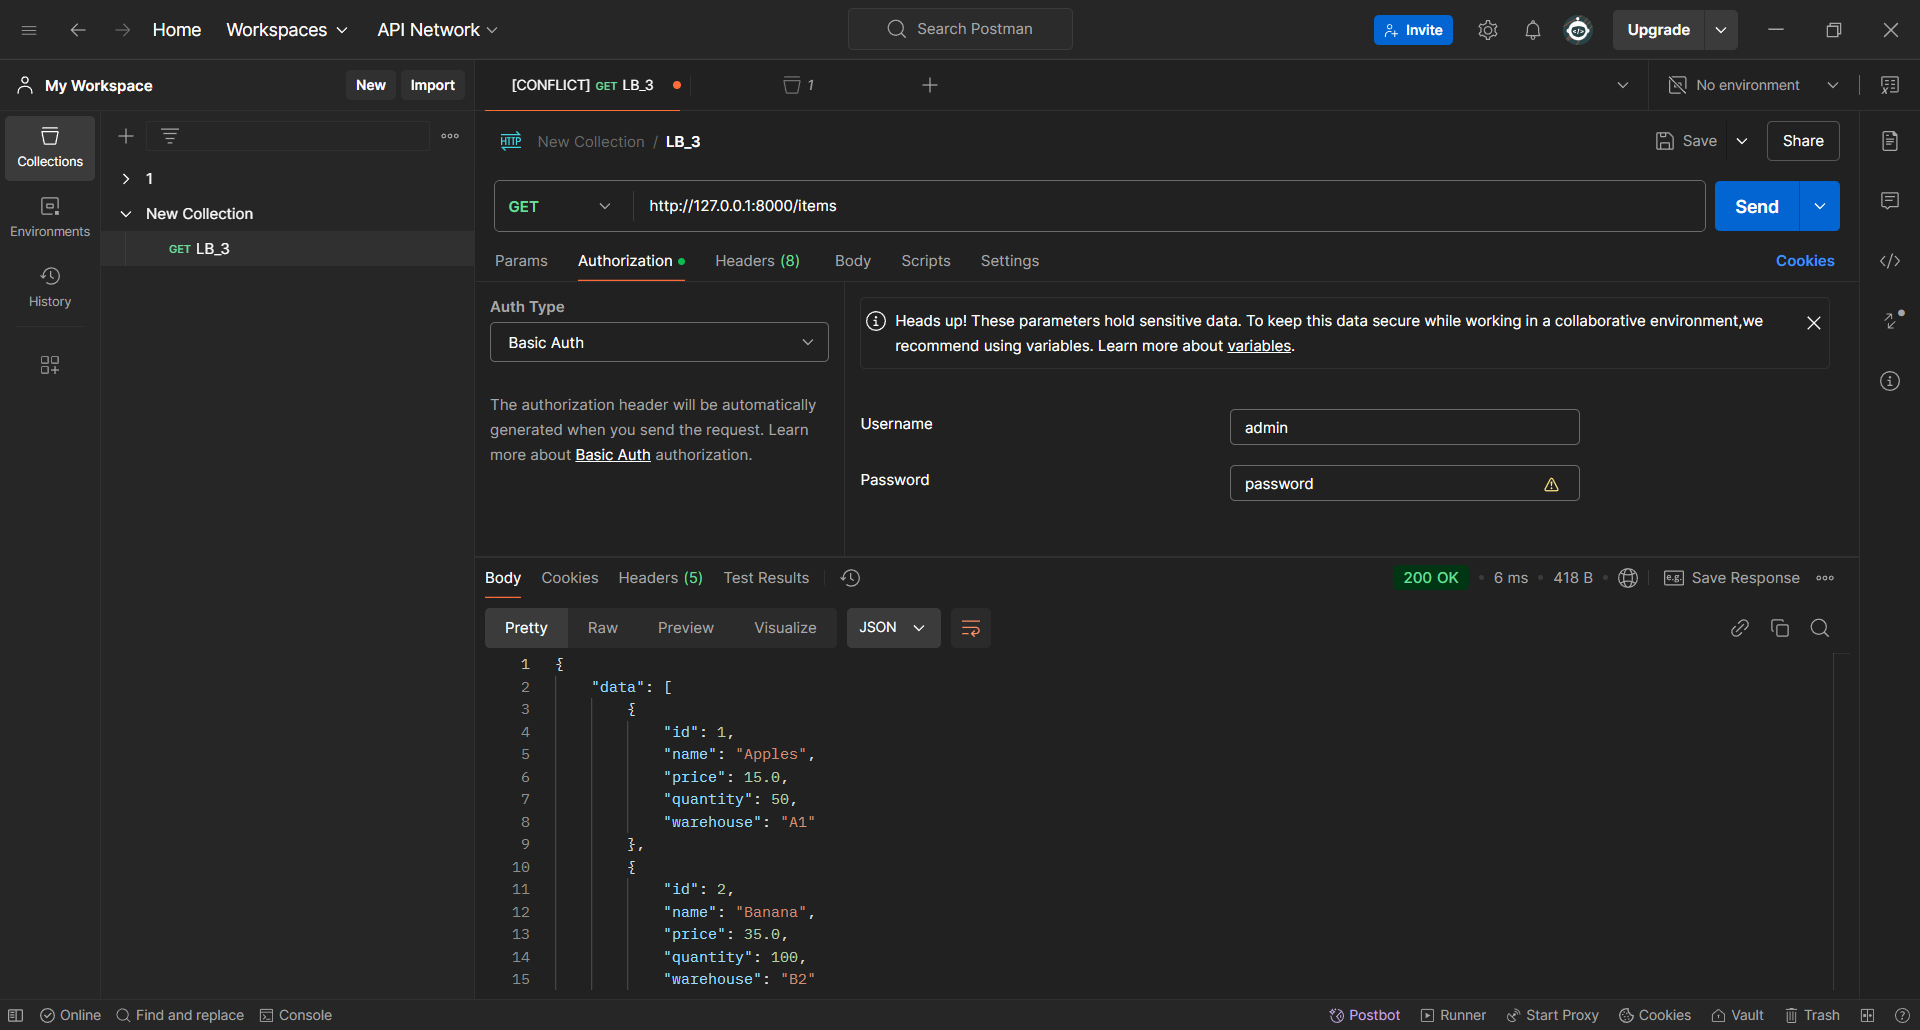 Home Workspaces API Network Search Postman Invite Upgrade
My Workspace New Import [CONFLICT] GET LB_3 1 No environment
Collections
Environments
History
1
New Collection
GET LB_3
HTTP New Collection / LB_3 Save Share
GET http://127.0.0.1:8000/items Send
Params Authorization Headers (8) Body Scripts Settings Cookies
Auth Type
Basic Auth
The authorization header will be automatically
generated when you send the request. Learn
more about Basic Auth authorization.
Heads up! These parameters hold sensitive data. To keep this data secure while working in a collaborative environment,we
recommend using variables. Learn more about variables.
Username admin
Password password
Body Cookies Headers (5) Test Results 200 OK 6 ms 418 B e.g. Save Response
Pretty Raw Preview Visualize JSON
1 {
2 "data": [
3 {
4 "id": 1,
5 "name": "Apples",
6 "price": 15.0,
7 "quantity": 50,
8 "warehouse": "A1"
9 },
10 {
11 "id": 2,
12 "name": "Banana",
13 "price": 35.0,
14 "quantity": 100,
15 "warehouse": "B2"
Online Find and replace Console Postbot Runner Start Proxy Cookies Vault Trash